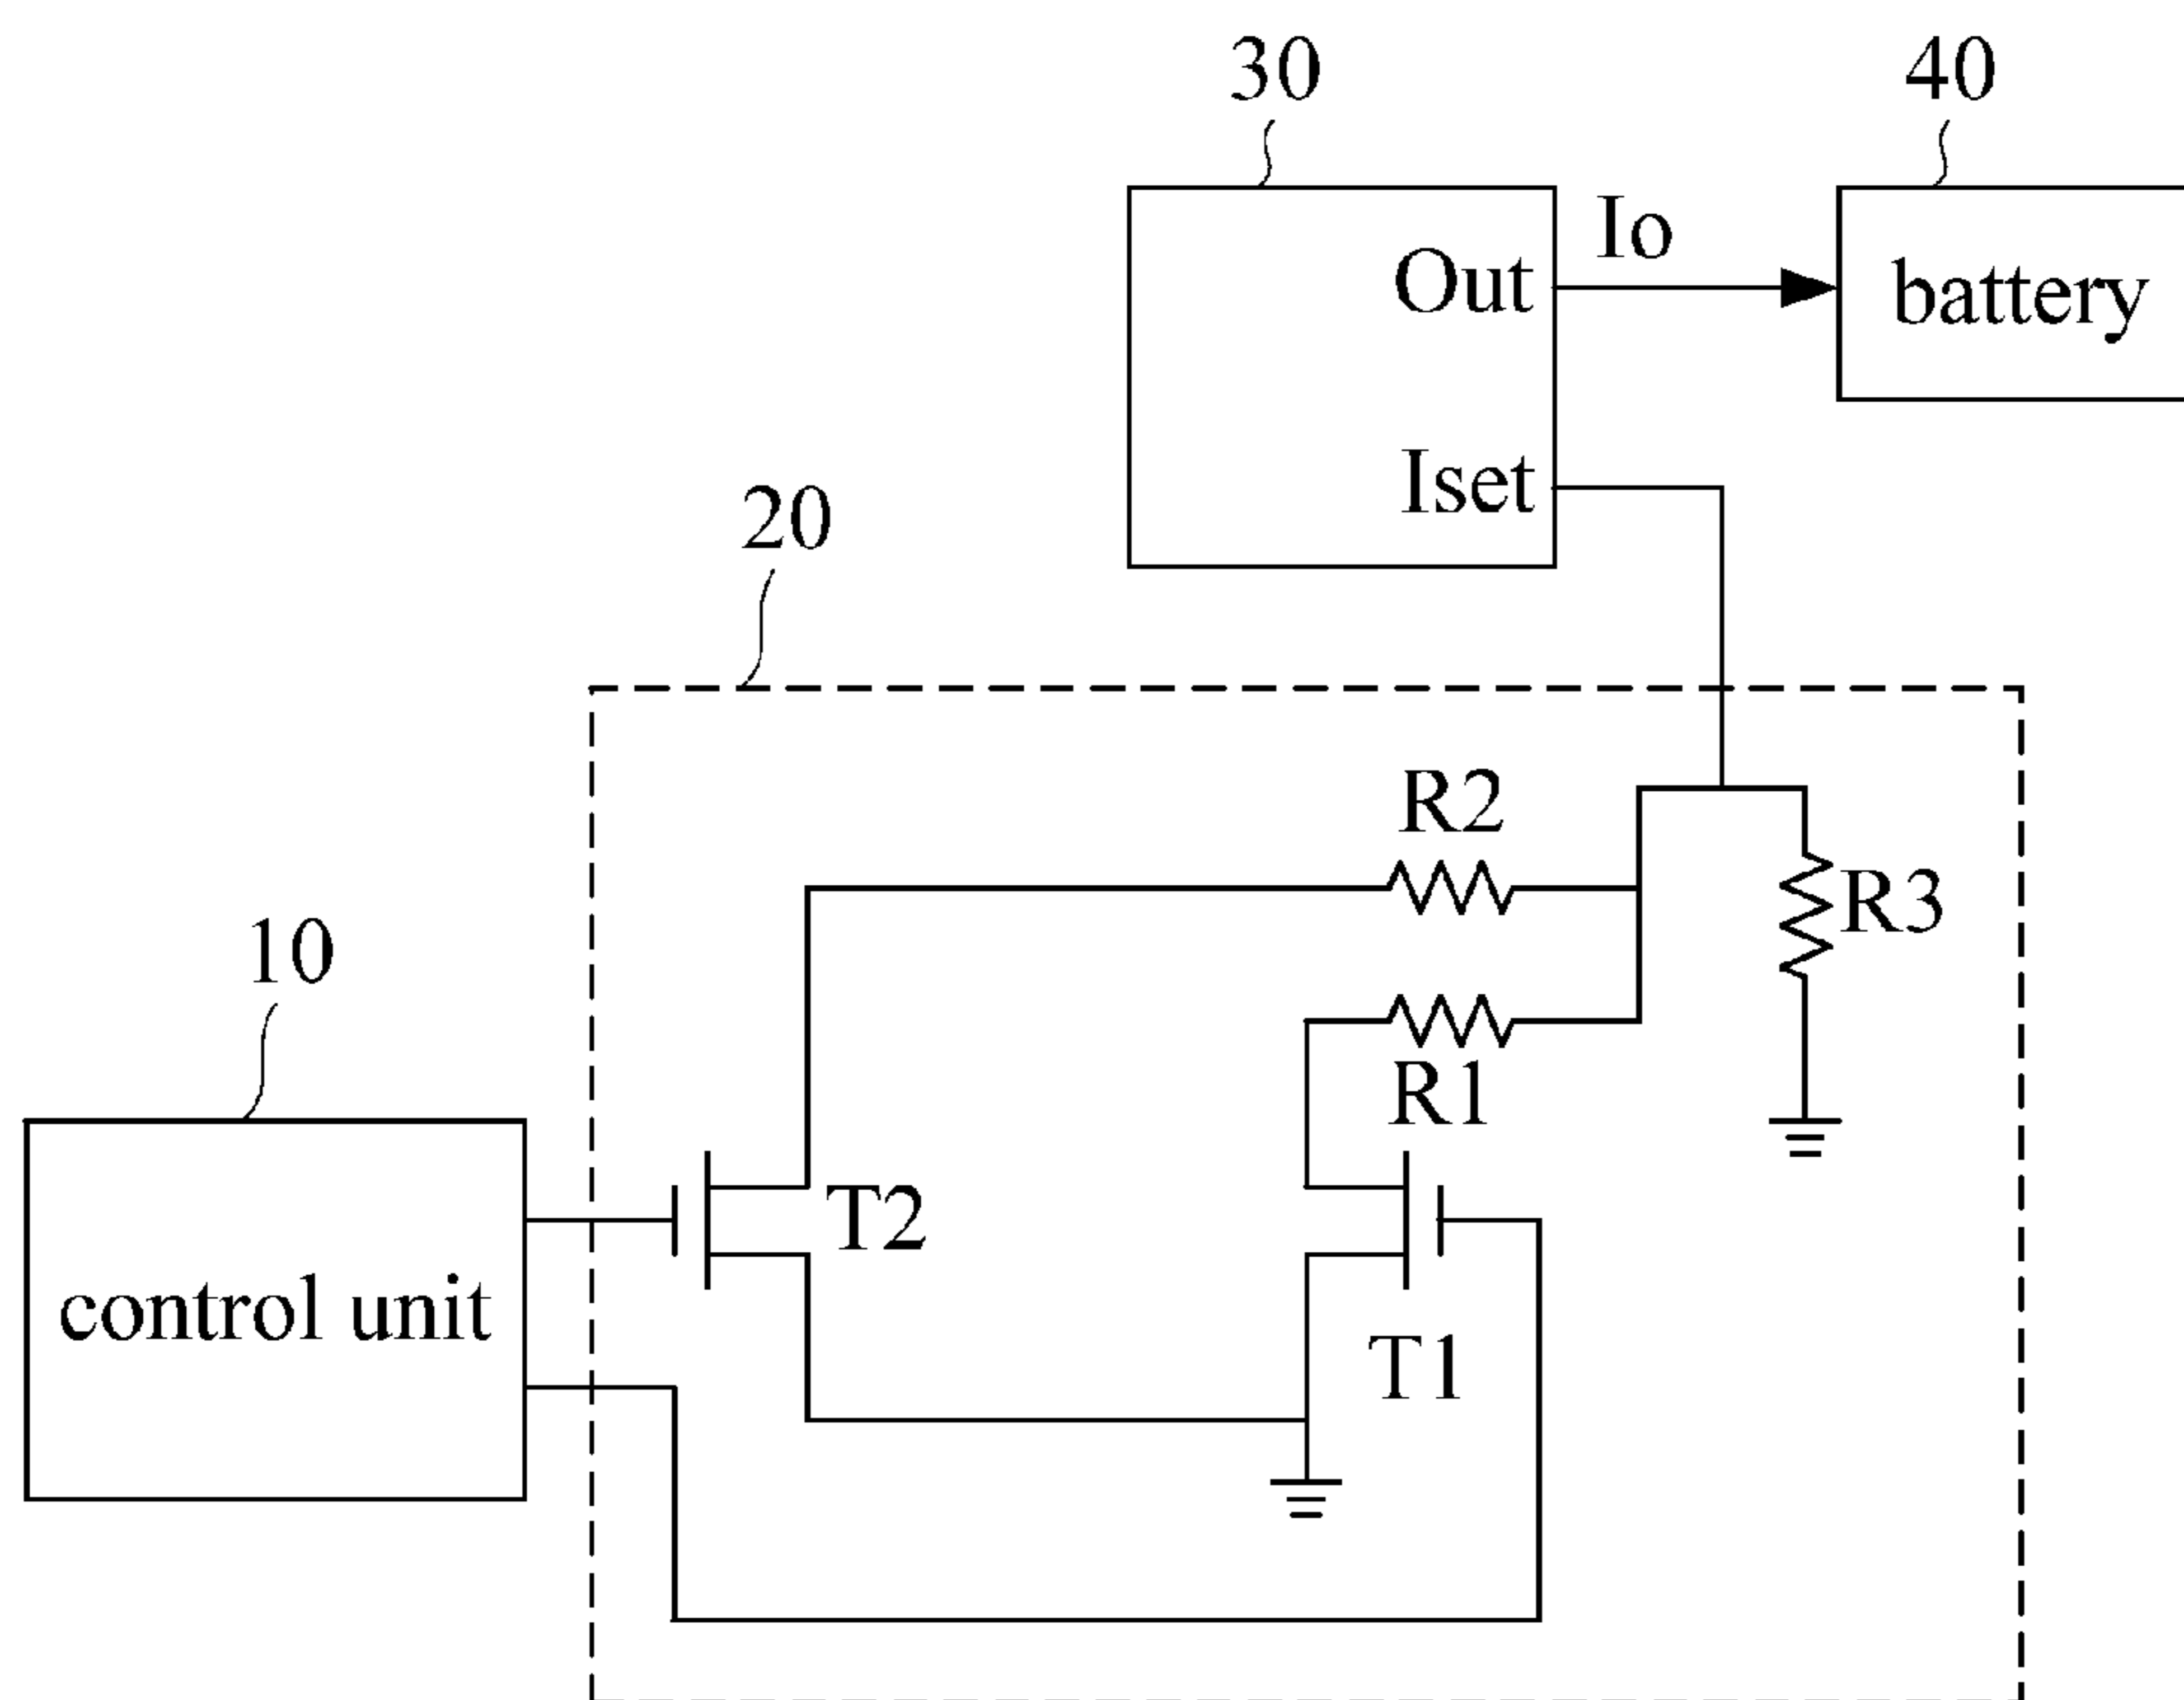 30
40
Io
Out
battery
Iset
20
R2
R3
10
R1
T2
control unit
T1